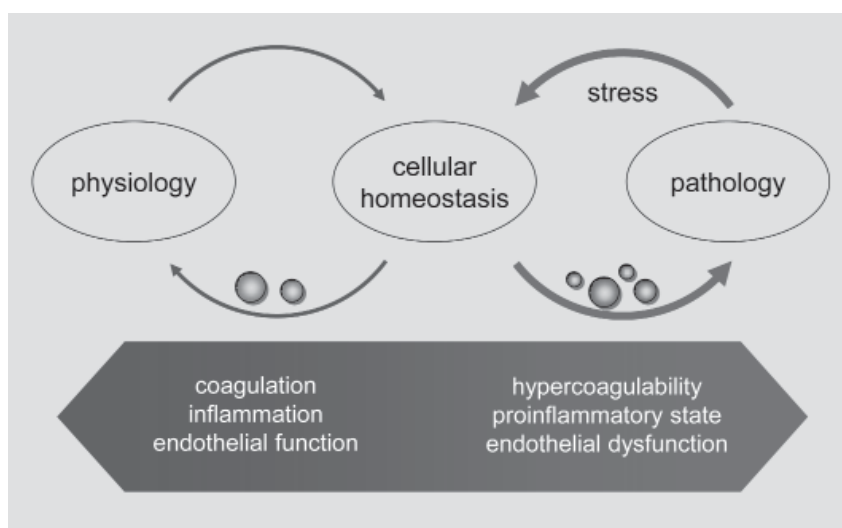 stress
physiology
cellular
homeostasis
pathology
coagulation
inflammation
endothelial function
hypercoagulability
proinflammatory state
endothelial dysfunction